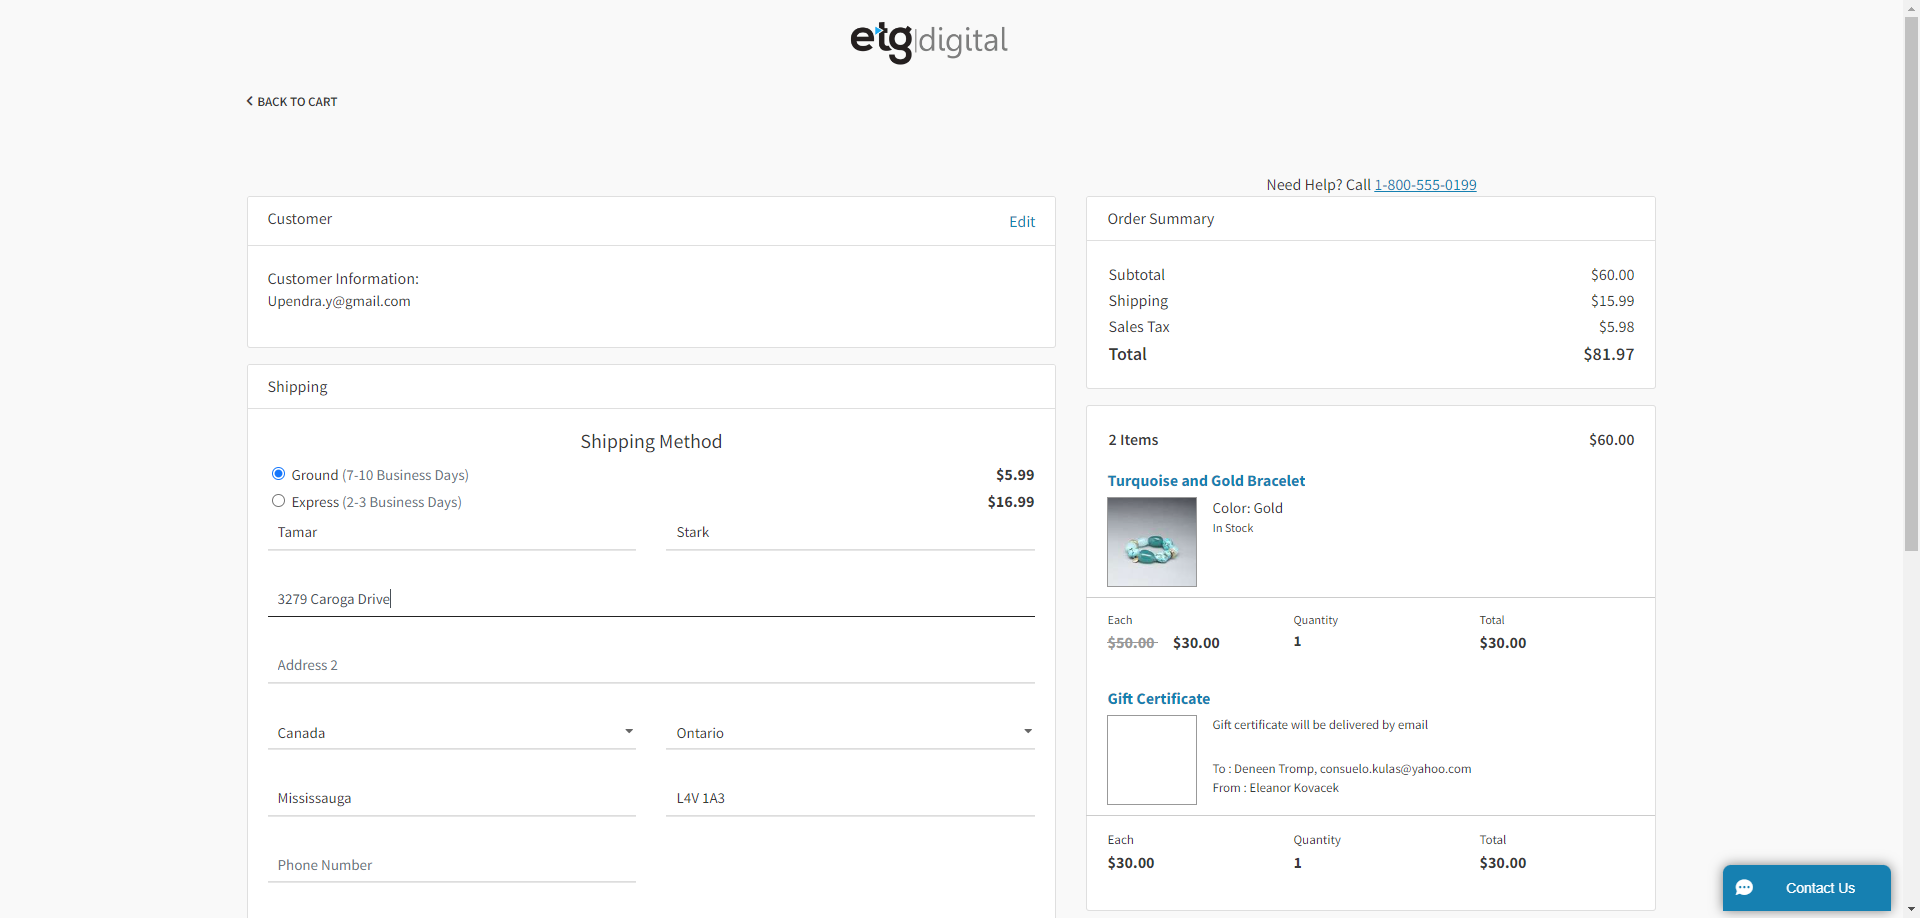 etg|digital
BACK TO CART
Need Help? Call 1-800-555-0199
Customer
Edit
Customer Information:
Upendra.y@gmail.com
Shipping
Shipping Method
Ground (7-10 Business Days) $5.99
Express (2-3 Business Days) $16.99
Tamar
Stark
3279 Caroga Drive
Address 2
Canada
Ontario
Mississauga
L4V 1A3
Phone Number
Order Summary
Subtotal $60.00
Shipping $15.99
Sales Tax $5.98
Total $81.97
2 Items $60.00
Turquoise and Gold Bracelet
Color: Gold
In Stock
Each Quantity Total
$50.00 $30.00 1 $30.00
Gift Certificate
Gift certificate will be delivered by email
To : Deneen Tromp, consuelo.kulas@yahoo.com
From : Eleanor Kovacek
Each Quantity Total
$30.00 1 $30.00
Contact Us